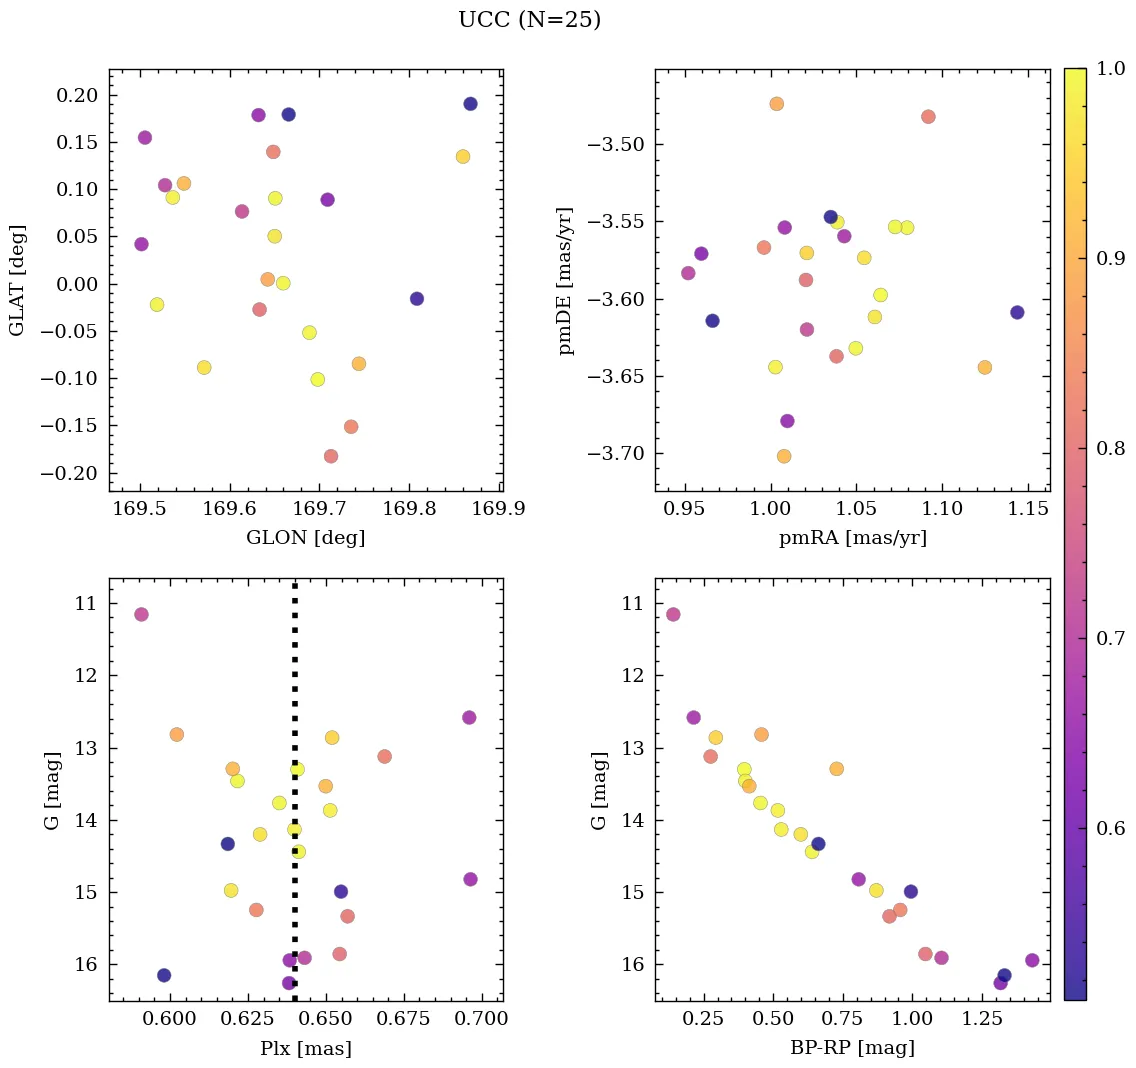 UCC (N=25)
0.20
0.15
0.10
0.05
0.00
−0.05
−0.10
−0.15
−0.20
GLAT [deg]
169.5 169.6 169.7 169.8 169.9
GLON [deg]
−3.50
−3.55
−3.60
−3.65
−3.70
pmDE [mas/yr]
0.95 1.00 1.05 1.10 1.15
pmRA [mas/yr]
1.0
0.9
0.8
0.7
0.6
11
12
13
14
15
16
G [mag]
0.600 0.625 0.650 0.675 0.700
Plx [mas]
11
12
13
14
15
16
G [mag]
0.25 0.50 0.75 1.00 1.25
BP-RP [mag]